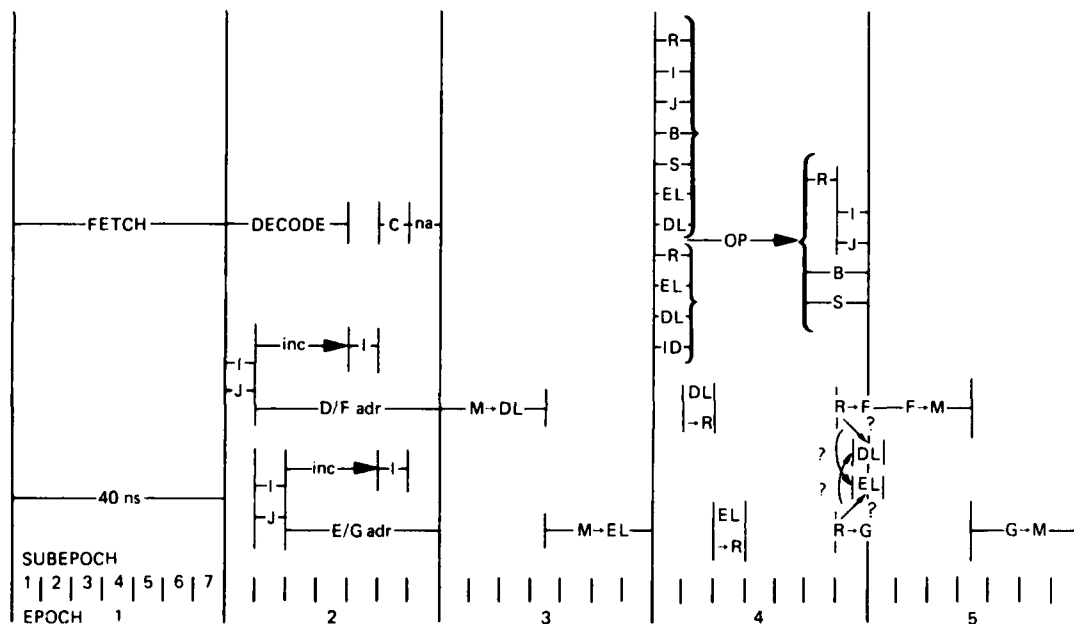 R
I
J
B
S
EL
DL
R
I
FETCH
DECODE
C
na
OP
R
J
EL
B
DL
S
inc
I
ID
I
J
DL
D/F adr
M→DL
→R
R→F
F→M
?
?
DL
inc
I
I
40 ns
?
EL
J
EL
?
E/G adr
M→EL
→R
R→G
G→M
SUBEPOCH
1 2 3 4 5 6 7
EPOCH 1 2 3 4 5